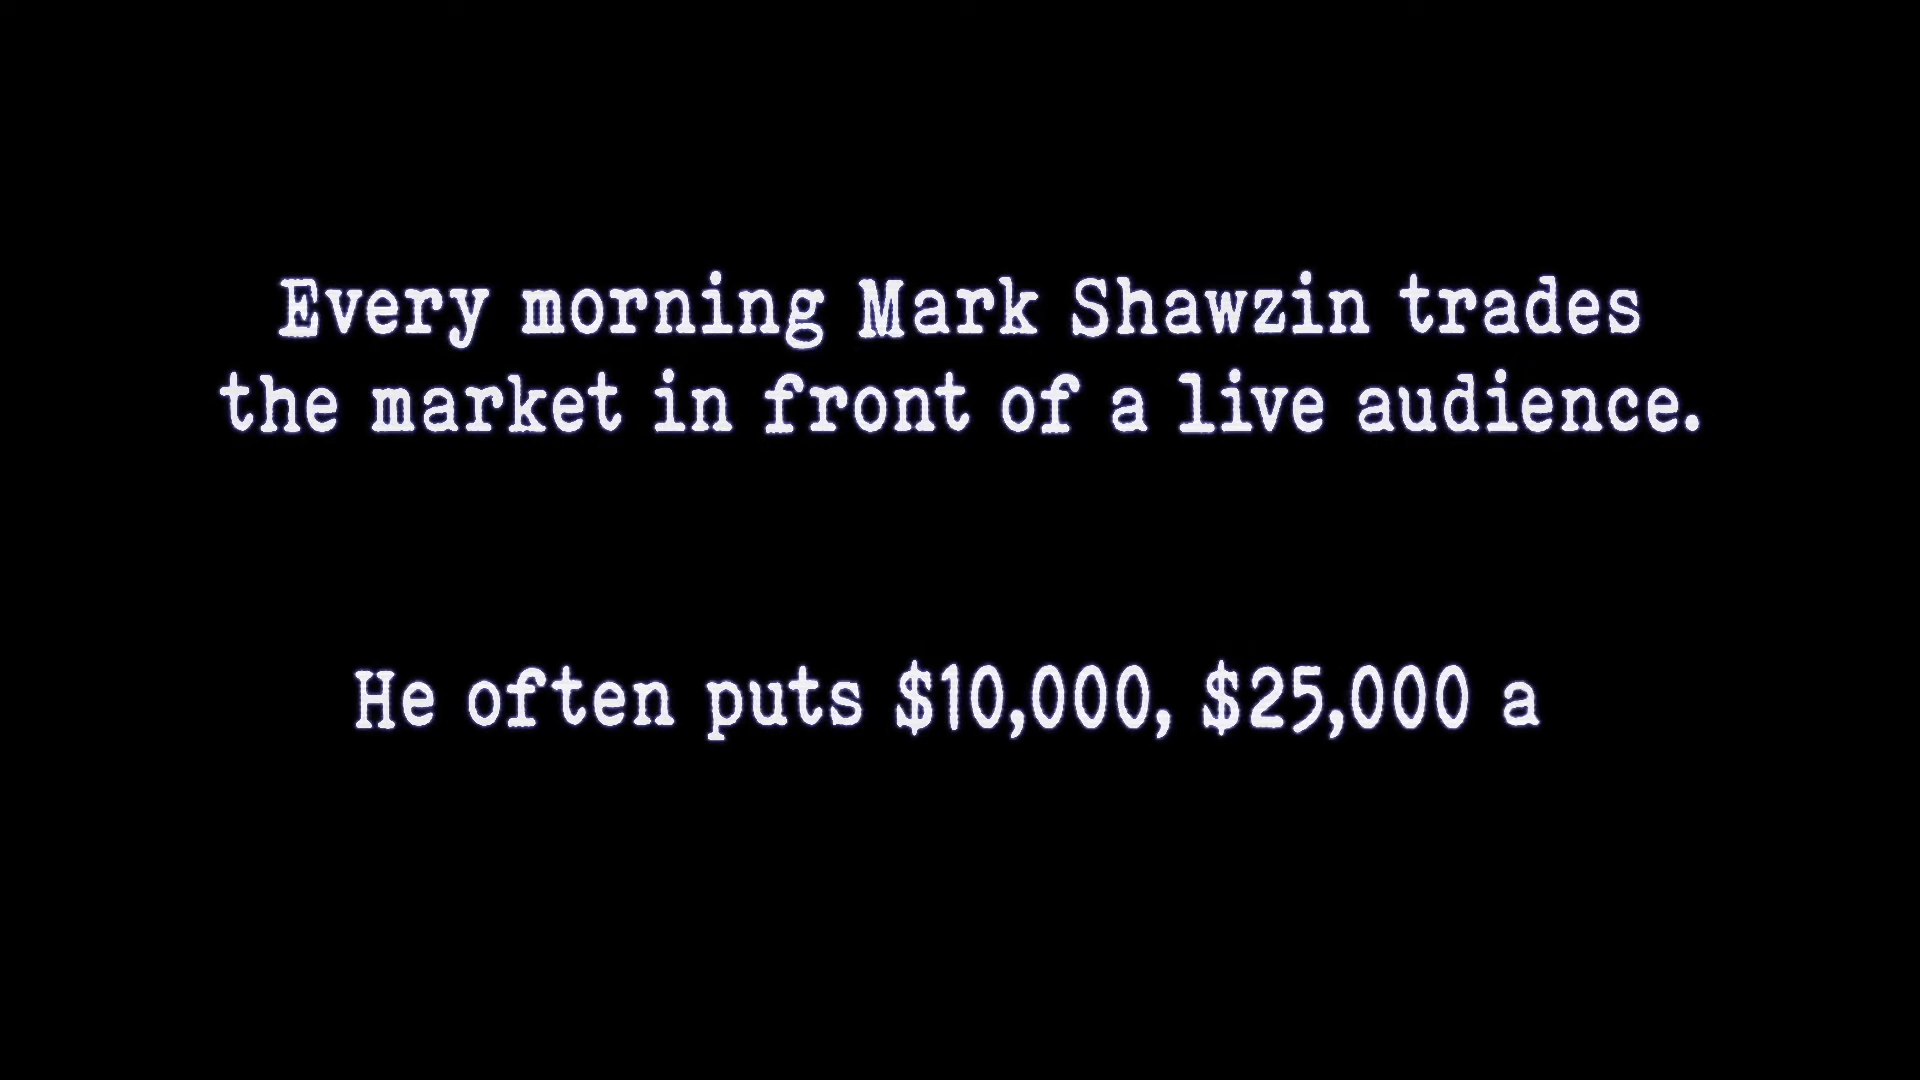 Every morning Mark Shawzin trades
the market in front of a live audience.
He often puts $10,000, $25,000 a